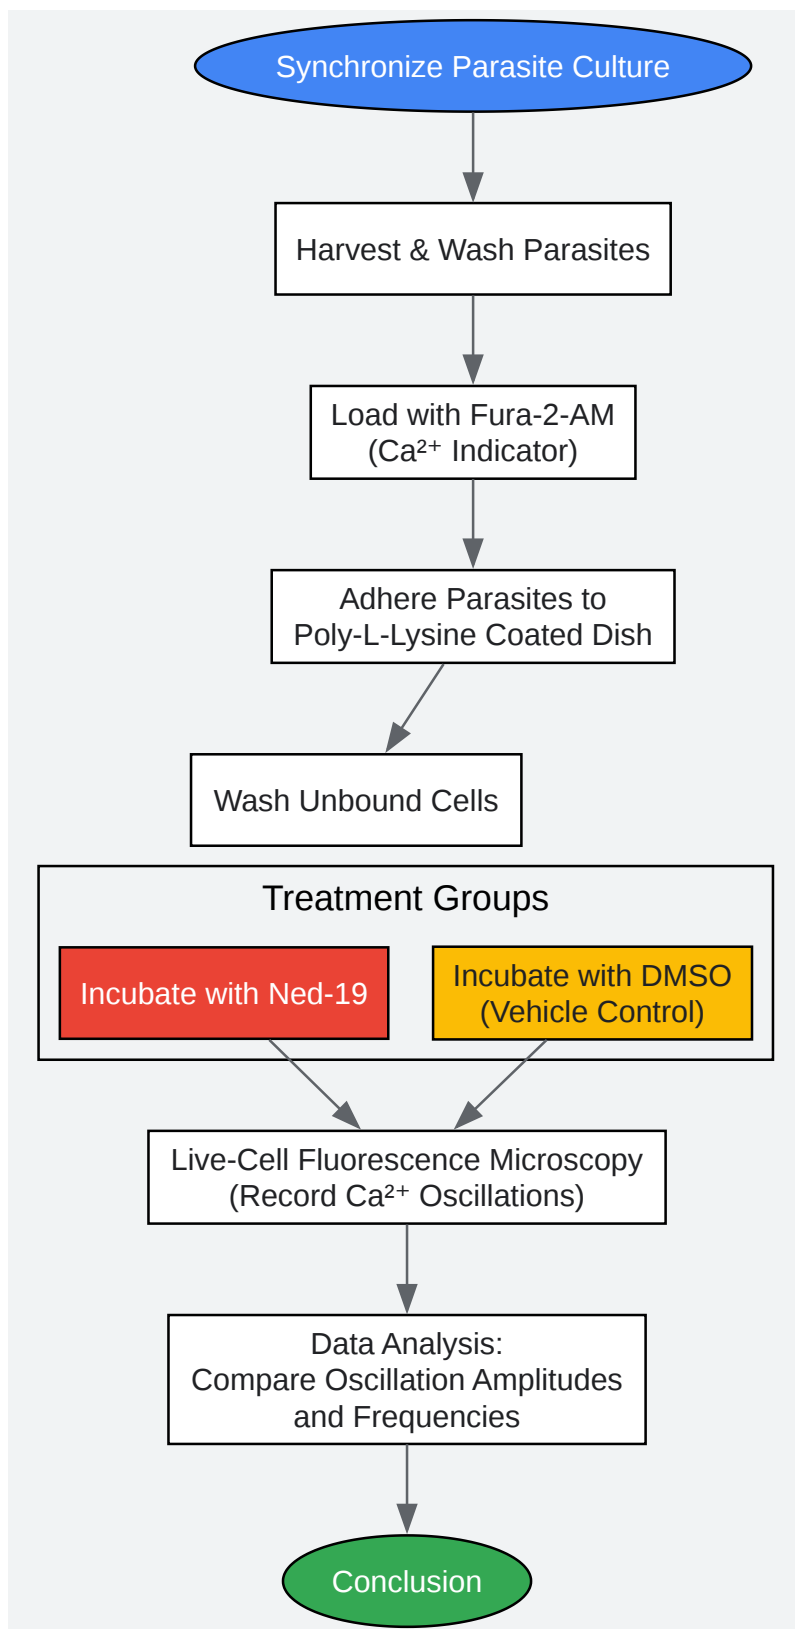 Synchronize Parasite Culture
Harvest & Wash Parasites
Load with Fura-2-AM
(Ca²⁺ Indicator)
Adhere Parasites to
Poly-L-Lysine Coated Dish
Wash Unbound Cells
Treatment Groups
Incubate with Ned-19
Incubate with DMSO
(Vehicle Control)
Live-Cell Fluorescence Microscopy
(Record Ca²⁺ Oscillations)
Data Analysis:
Compare Oscillation Amplitudes
and Frequencies
Conclusion